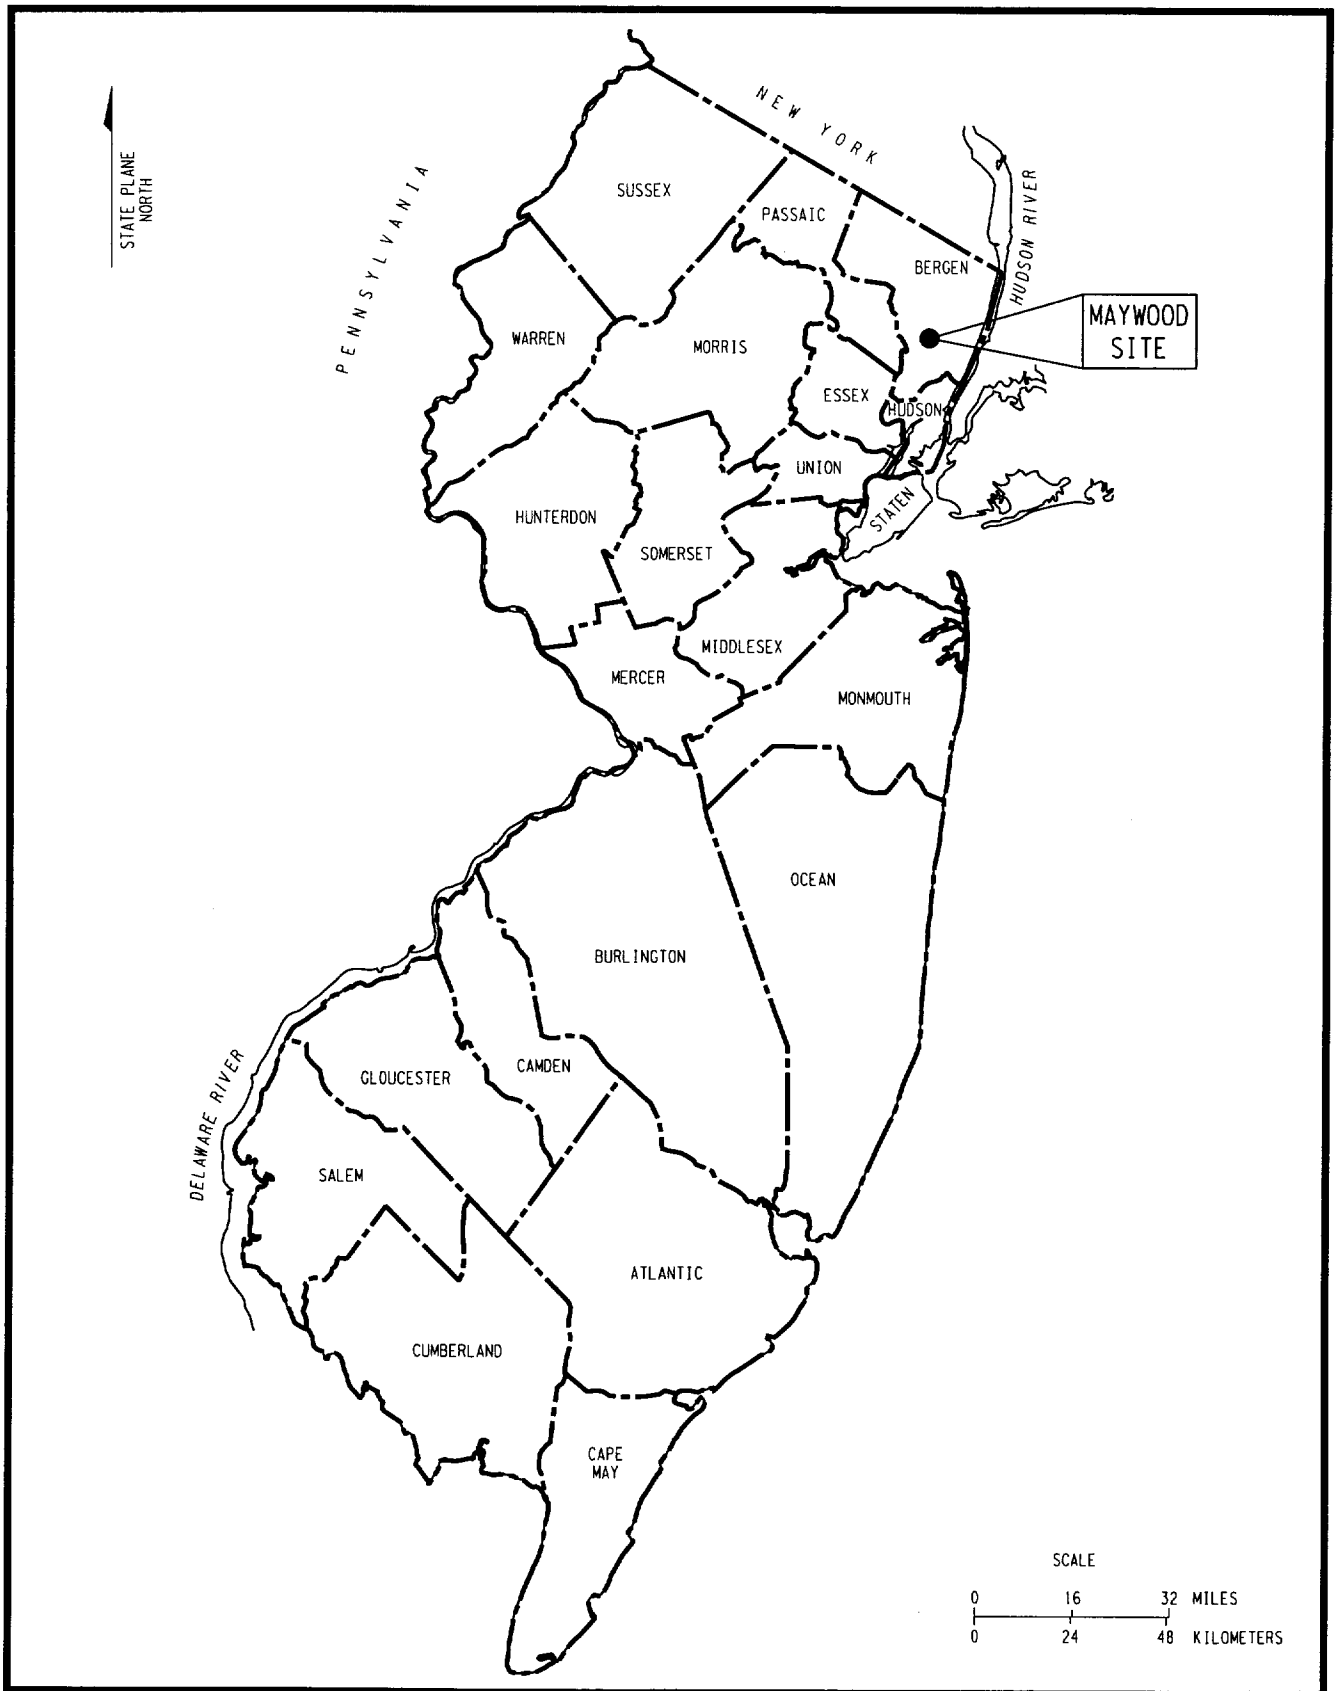 NEW YORK
STATE PLANE
NORTH
PENNSYLVANIA
HUDSON RIVER
SUSSEX
PASSAIC
BERGEN
MAYWOOD
SITE
WARREN
MORRIS
ESSEX
HUDSON
UNION
STATEN
HUNTERDON
SOMERSET
MIDDLESEX
MERCER
MONMOUTH
OCEAN
BURLINGTON
CAMDEN
GLOUCESTER
DELAWARE RIVER
SALEM
ATLANTIC
CUMBERLAND
CAPE
MAY
SCALE
0 16 32 MILES
0 24 48 KILOMETERS